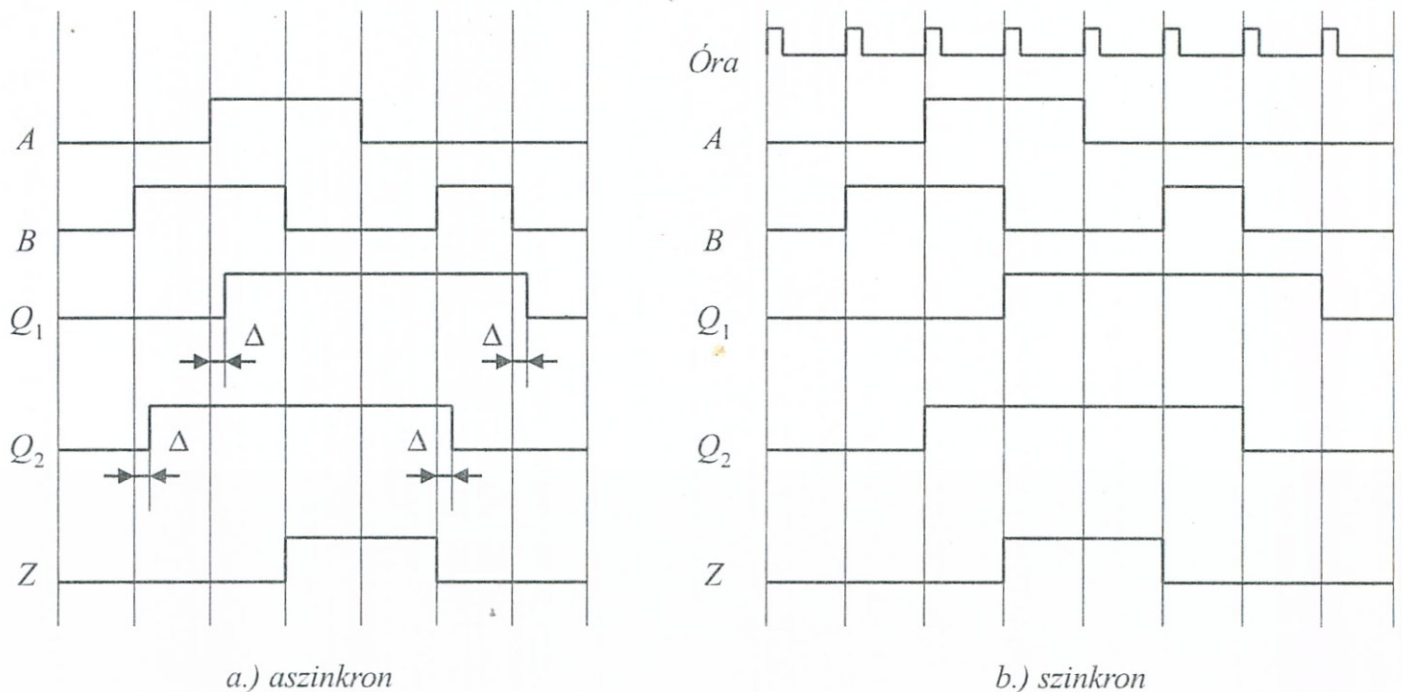 A
B
Q₁
Δ
Δ
Q₂
Δ
Δ
Z
a.) aszinkron
Óra
A
B
Q₁
Q₂
Z
b.) szinkron